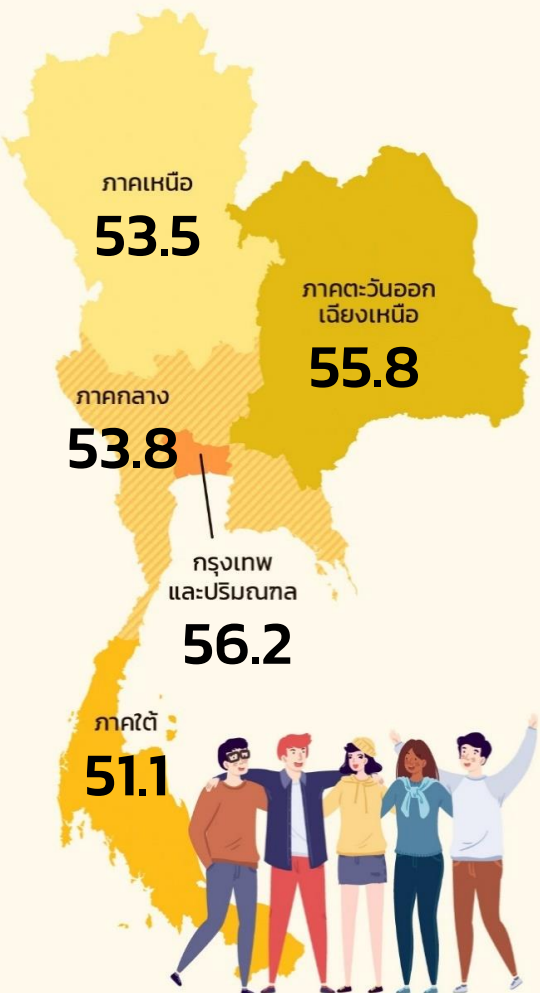 ภาคเหนือ
53.5
ภาคตะวันออก
เฉียงเหนือ
55.8
ภาคกลาง
53.8
กรุงเทพ
และปริมณฑล
56.2
ภาคใต้
51.1